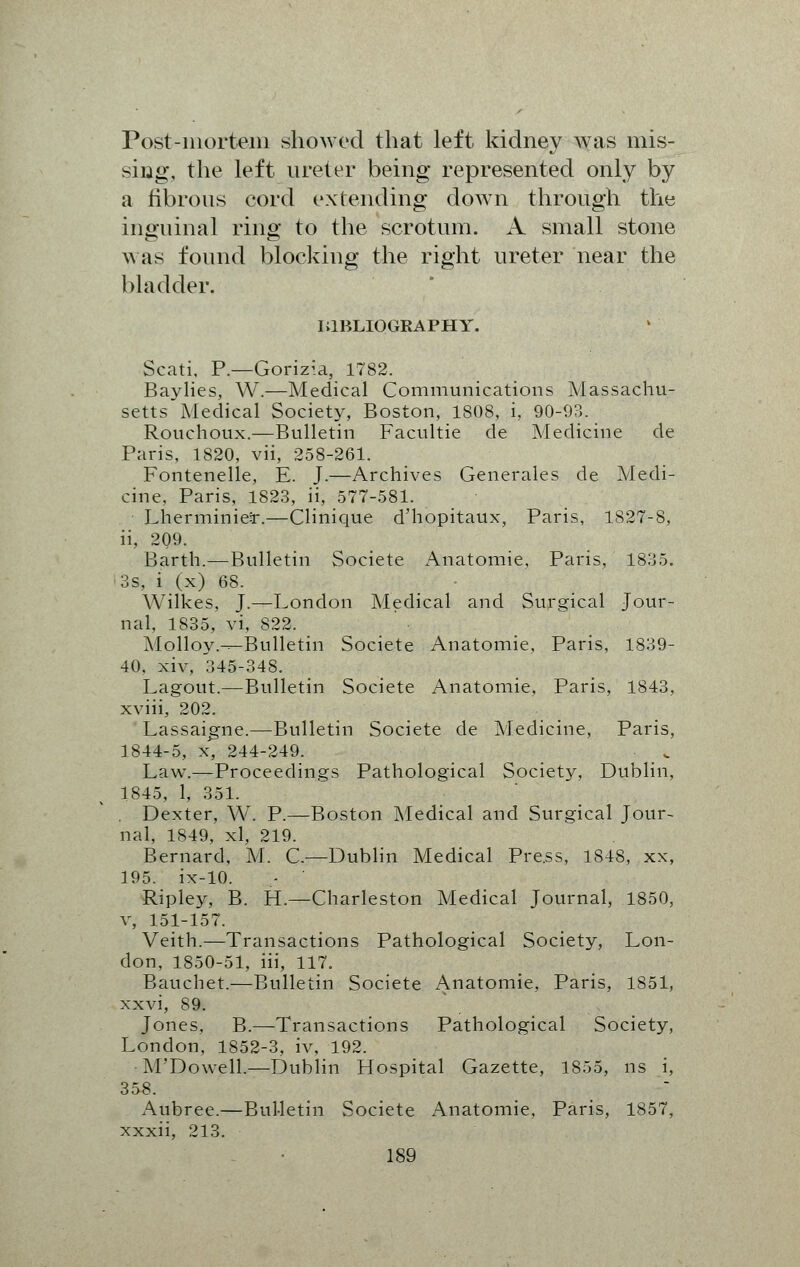 Post-mortem showed that left kidney was mis-
sing, the left ureter being represented only by
a fibrous cord extending down through the
inguinal ring to the scrotum. A small stone
was found blocking the right ureter near the
bladder.
BIBLIOGRAPHY.
Scati, P.—Gorizia, 1782.
Baylies, W.—Medical Communications Massachu-
setts Medical Society, Boston, 1808, i, 90-93.
Rouchoux.—Bulletin Facultie de Medicine de
Paris, 1820, vii, 258-261.
Fontenelle, E. J.—Archives Generales de Medi-
cine, Paris, 1823, ii, 577-581.
Lherminier.—Clinique d'hopitaux, Paris, 1827-8,
ii, 209.
Barth.—Bulletin Societe Anatomie, Paris, 1835.
3s, i (x) 68.
Wilkes, J.—London Medical and Surgical Jour-
nal, 1835, vi, 822.
Molloy.—Bulletin Societe Anatomie, Paris, 1839-
40, xiv, 345-348.
Lagout.—Bulletin Societe Anatomie, Paris, 1843,
xviii, 202.
Lassaigne.—Bulletin Societe de Medicine, Paris,
1844-5, x, 244-249.
Law.—Proceedings Pathological Society, Dublin,
1845, 1, 351.
Dexter, W. P.—Boston Medical and Surgical Jour-
nal, 1849, xl, 219.
Bernard, M. C.—Dublin Medical Press, 1848, xx,
195. ix-10.
Ripley, B. H.—Charleston Medical Journal, 1850,
v, 151-157.
Veith.—Transactions Pathological Society, Lon-
don, 1850-51, iii, 117.
Bauchet.—Bulletin Societe Anatomie, Paris, 1851,
xxvi, 89.
Jones, B.—Transactions Pathological Society,
London, 1852-3, iv, 192.
M'Dowell.—Dublin Hospital Gazette, 1855, ns i,
358.
Aubree.—Bulletin Societe Anatomie, Paris, 1857,
xxxii, 213.
189